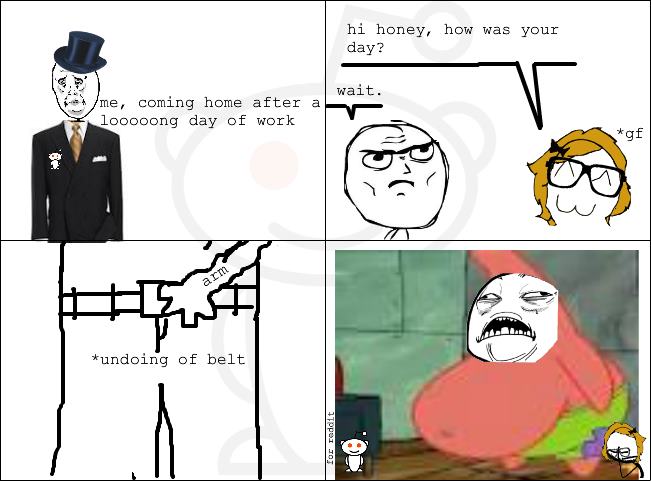 me, coming home after a
looooong day of work
hi honey, how was your
day?
wait.
*gf
arm
*undoing of belt
for reddit